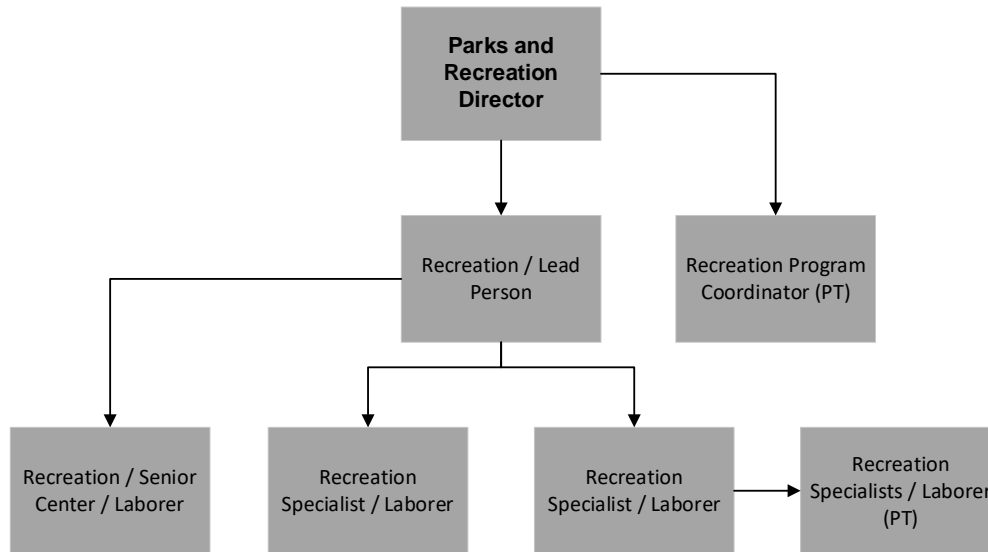 Parks and
Recreation
Director
Recreation / Lead
Person
Recreation Program
Coordinator (PT)
Recreation / Senior
Center / Laborer
Recreation
Specialist / Laborer
Recreation
Specialist / Laborer
Recreation
Specialists / Laborer
(PT)